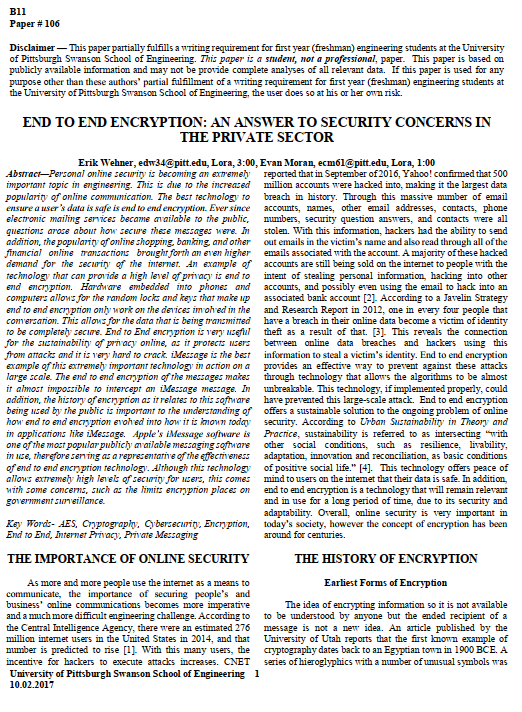 B11
Paper # 106
Disclaimer — This paper partially fulfills a writing requirement for first year (freshman) engineering students at the University
of Pittsburgh Swanson School of Engineering. This paper is a student, not a professional, paper. This paper is based on
publicly available information and may not be provide complete analyses of all relevant data. If this paper is used for any
purpose other than these authors' partial fulfillment of a writing requirement for first year (freshman) engineering students at
the University of Pittsburgh Swanson School of Engineering, the user does so at his or her own risk.
END TO END ENCRYPTION: AN ANSWER TO SECURITY CONCERNS IN
THE PRIVATE SECTOR
Erik Wehner, edw34@pitt.edu, Lora, 3:00, Evan Moran, ecm61@pitt.edu, Lora, 1:00
Abstract—Personal online security is becoming an extremely
important topic in engineering. This is due to the increased
popularity of online communication. The best technology to
ensure a user's data is safe is end to end encryption. Ever since
electronic mailing services became available to the public,
questions arose about how secure these messages were. In
addition, the popularity of online shopping, banking, and other
financial online transactions brought forth an even higher
demand for the security of the internet. An example of
technology that can provide a high level of privacy is end to
end encryption. Hardware embedded into phones and
computers allows for the random locks and keys that make up
end to end encryption only work on the devices involved in the
conversation. This allows for the data that is being transmitted
to be completely secure. End to End encryption is very useful
for the sustainability of privacy online, as it protects users
from attacks and it is very hard to crack. iMessage is the best
example of this extremely important technology in action on a
large scale. The end to end encryption of the messages makes
it almost impossible to intercept an iMessage message. In
addition, the history of encryption as it relates to this software
being used by the public is important to the understanding of
how end to end encryption evolved into how it is known today
in applications like iMessage. Apple's iMessage software is
one of the most popular publicly available messaging software
in use, therefore serving as a representative of the effectiveness
of end to end encryption technology. Although this technology
allows extremely high levels of security for users, this comes
with some concerns, such as the limits encryption places on
government surveillance.
Key Words- AES, Cryptography, Cybersecurity, Encryption,
End to End, Internet Privacy, Private Messaging
THE IMPORTANCE OF ONLINE SECURITY
As more and more people use the internet as a means to
communicate, the importance of securing people's and
business' online communications becomes more imperative
and a much more difficult engineering challenge. According to
the Central Intelligence Agency, there were an estimated 276
million internet users in the United States in 2014, and that
number is predicted to rise [1]. With this many users, the
incentive for hackers to execute attacks increases. CNET
reported that in September of 2016, Yahoo! confirmed that 500
million accounts were hacked into, making it the largest data
breach in history. Through this massive number of email
accounts, names, other email addresses, contacts, phone
numbers, security question answers, and contacts were all
stolen. With this information, hackers had the ability to send
out emails in the victim's name and also read through all of the
emails associated with the account. A majority of these hacked
accounts are still being sold on the internet to people with the
intent of stealing personal information, hacking into other
accounts, and possibly even using the email to hack into an
associated bank account [2]. According to a Javelin Strategy
and Research Report in 2012, one in every four people that
have a breach in their online data become a victim of identity
theft as a result of that. [3]. This reveals the connection
between online data breaches and hackers using this
information to steal a victim's identity. End to end encryption
provides an effective way to prevent against these attacks
through technology that allows the algorithms to be almost
unbreakable. This technology, if implemented properly, could
have prevented this large-scale attack. End to end encryption
offers a sustainable solution to the ongoing problem of online
security. According to Urban Sustainability in Theory and
Practice, sustainability is referred to as intersecting "with
other social conditions, such as resilience, livability,
adaptation, innovation and reconciliation, as basic conditions
of positive social life." [4]. This technology offers peace of
mind to users on the internet that their data is safe. In addition,
end to end encryption is a technology that will remain relevant
and in use for a long period of time, due to its security and
adaptability. Overall, online security is very important in
today's society, however the concept of encryption has been
around for centuries.
THE HISTORY OF ENCRYPTION
Earliest Forms of Encryption
The idea of encrypting information so it is not available
to be understood by anyone but the ended recipient of a
message is not a new idea. An article published by the
University of Utah reports that the first known example of
cryptography dates back to an Egyptian town in 1900 BCE. A
series of hieroglyphics with a number of unusual symbols was
University of Pittsburgh Swanson School of Engineering 1
10.02.2017